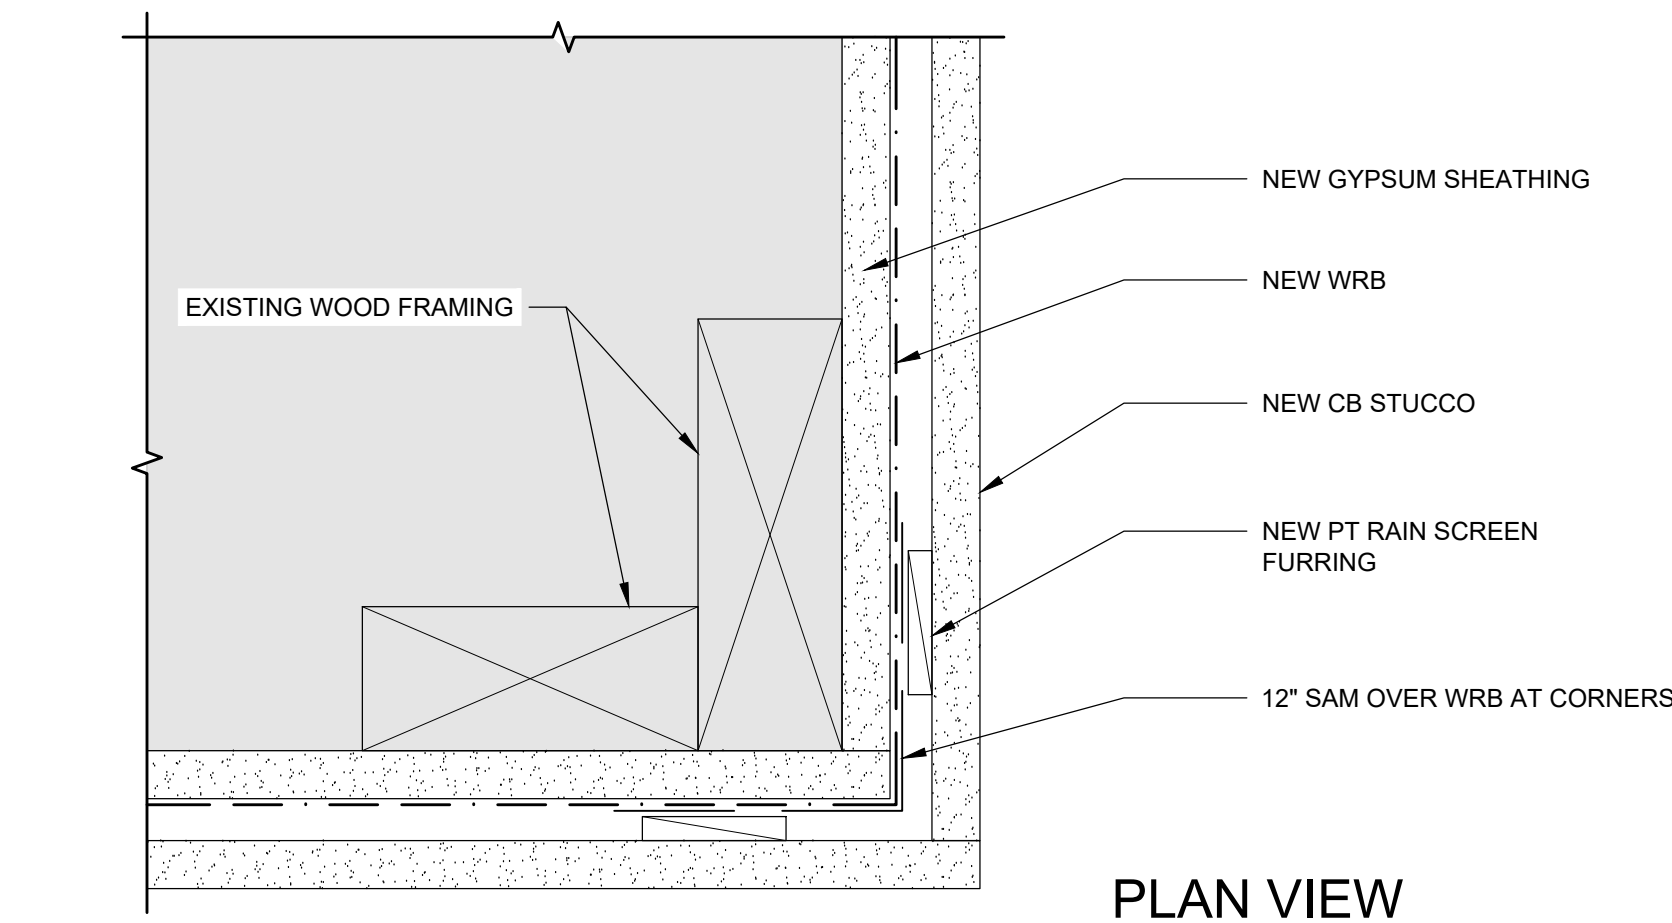 NEW GYPSUM SHEATHING
NEW WRB
EXISTING WOOD FRAMING
NEW CB STUCCO
NEW PT RAIN SCREEN
FURRING
12" SAM OVER WRB AT CORNERS
PLAN VIEW